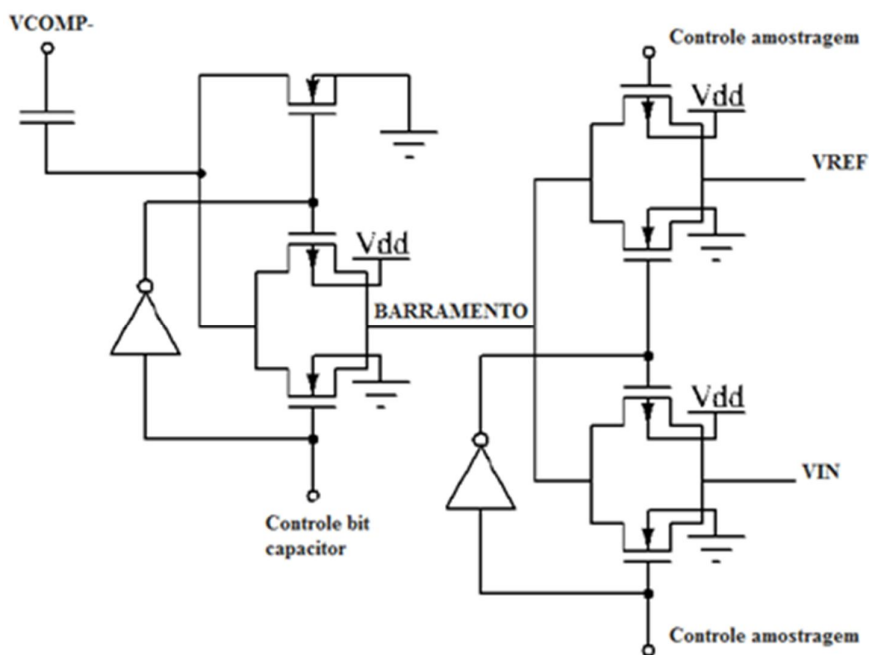 VCOMP-
Controle amostragem
Vdd
VREF
Vdd
BARRAMENTO
Vdd
VIN
Controle bit
capacitor
Controle amostragem